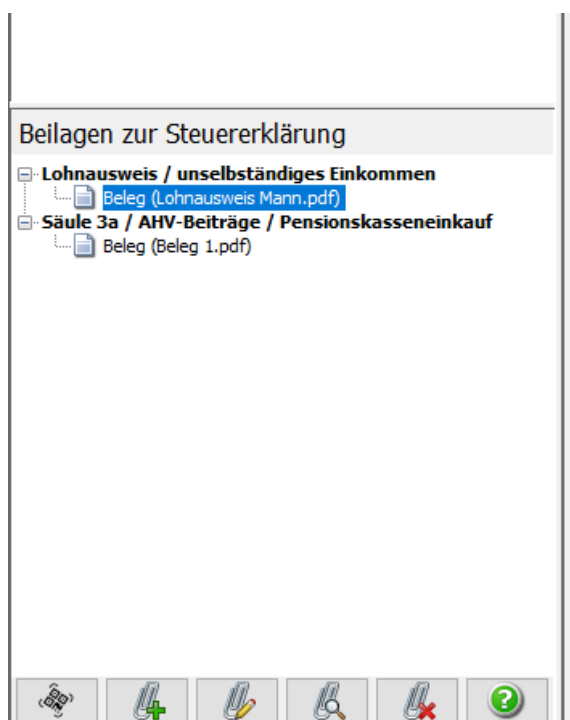 Beilagen zur Steuererklärung
Lohnausweis / unselbständiges Einkommen
Beleg (Lohnausweis Mann.pdf)
Säule 3a / AHV-Beiträge / Pensionskasseneinkauf
Beleg (Beleg 1.pdf)